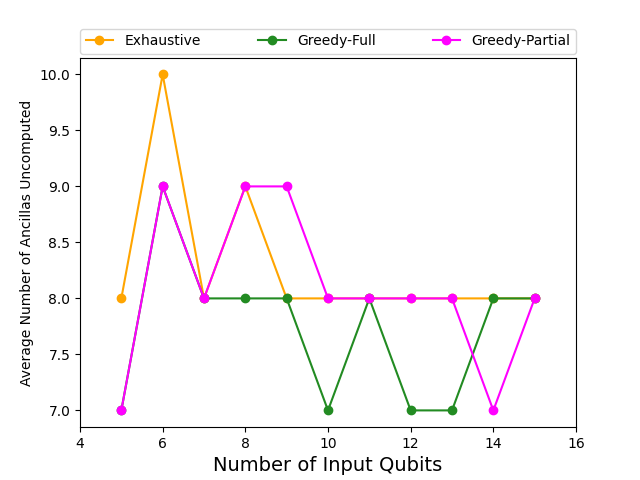 Exhaustive Greedy-Full Greedy-Partial
10.0
9.5
9.0
8.5
8.0
7.5
7.0
Average Number of Ancillas Uncomputed
4 6 8 10 12 14 16
Number of Input Qubits